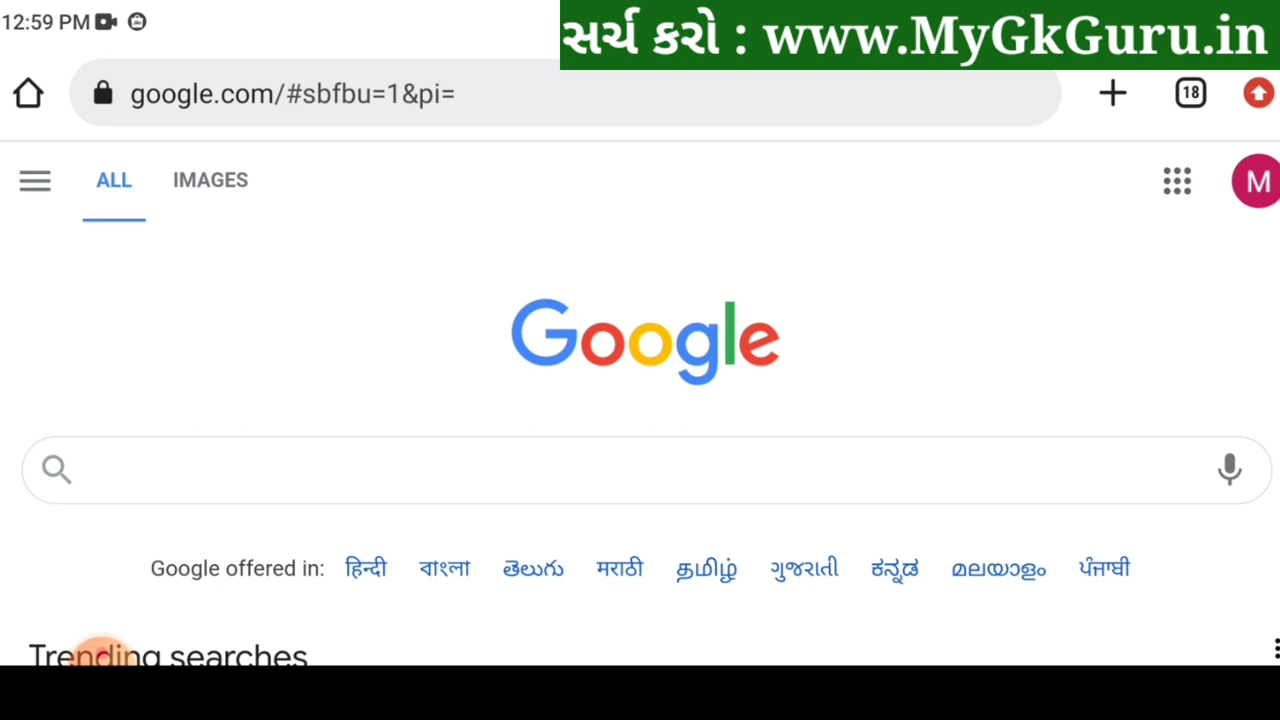 12:59 PM
સર્ચ કરો : www.MyGkGuru.in
google.com/#sbfbu=1&pi=
18
ALL IMAGES
M
Google
Google offered in: हिन्दी বাংলা తెలుగు मराठी தமிழ் ગુજરાતી ಕನ್ನಡ മലയാളം ਪੰਜਾਬੀ
Trending searches